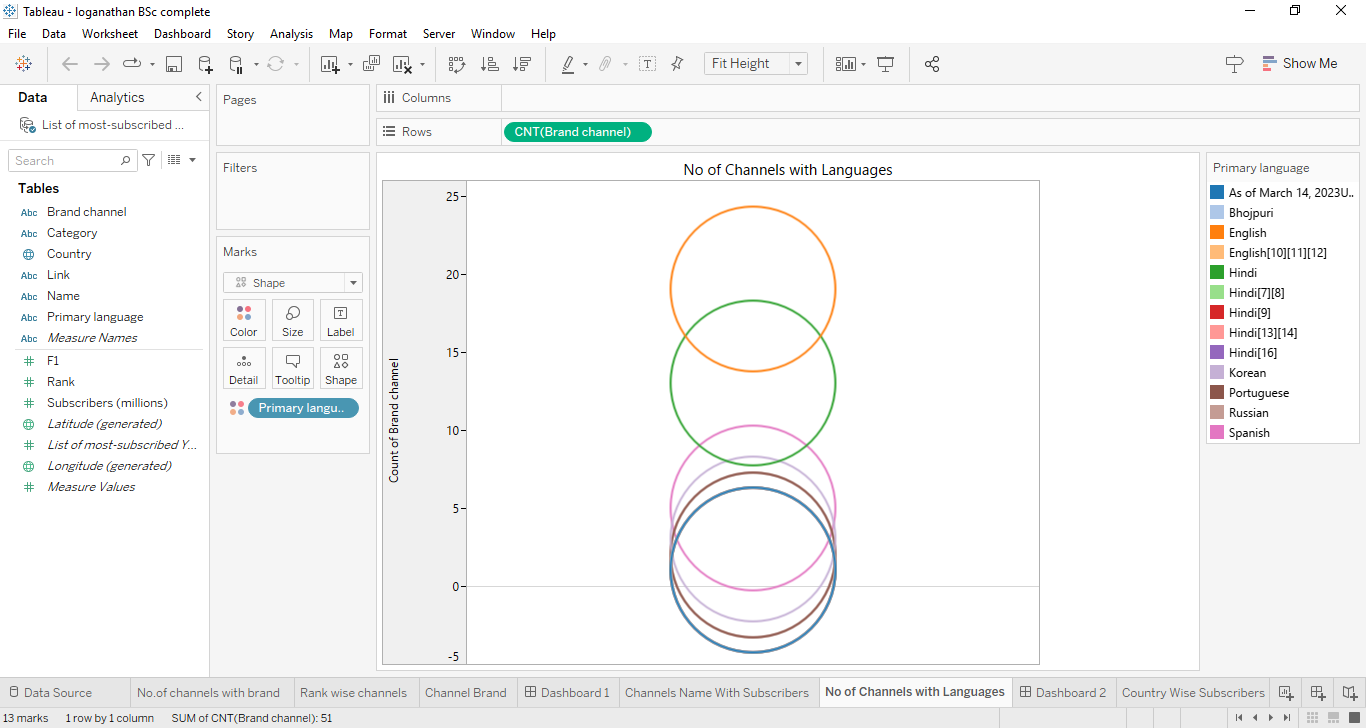 Tableau - loganathan BSc complete
File Data Worksheet Dashboard Story Analysis Map Format Server Window Help
Fit Height
Show Me
Data Analytics
List of most-subscribed ...
Search
Tables
Abc Brand channel
Abc Category
Country
Abc Link
Abc Name
Abc Primary language
Abc Measure Names
F1
Rank
Subscribers (millions)
Latitude (generated)
List of most-subscribed Y...
Longitude (generated)
Measure Values
Pages
Filters
Marks
Shape
Color Size Label
Detail Tooltip Shape
Primary langu..
Columns
Rows CNT(Brand channel)
No of Channels with Languages
Count of Brand channel
25
20
15
10
5
0
-5
Primary language
As of March 14, 2023U..
Bhojpuri
English
English[10][11][12]
Hindi
Hindi[7][8]
Hindi[9]
Hindi[13][14]
Hindi[16]
Korean
Portuguese
Russian
Spanish
Data Source No.of channels with brand Rank wise channels Channel Brand Dashboard 1 Channels Name With Subscribers No of Channels with Languages Dashboard 2 Country Wise Subscribers
13 marks 1 row by 1 column SUM of CNT(Brand channel): 51